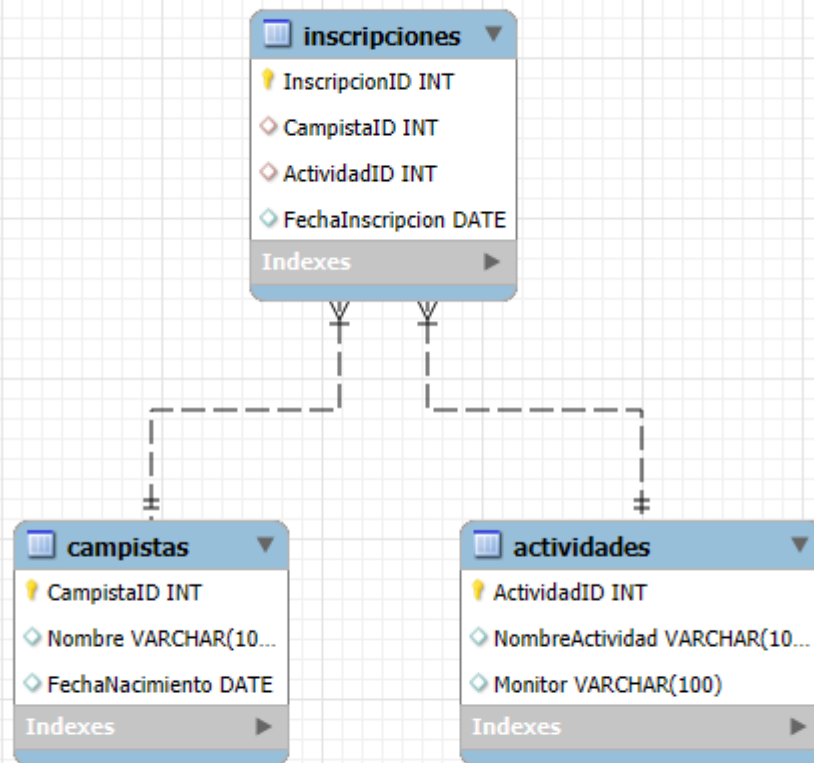 inscripciones
InscripcionID INT
CampistaID INT
ActividadID INT
FechaInscripcion DATE
Indexes
campistas
CampistaID INT
Nombre VARCHAR(10...
FechaNacimiento DATE
Indexes
actividades
ActividadID INT
NombreActividad VARCHAR(10...
Monitor VARCHAR(100)
Indexes